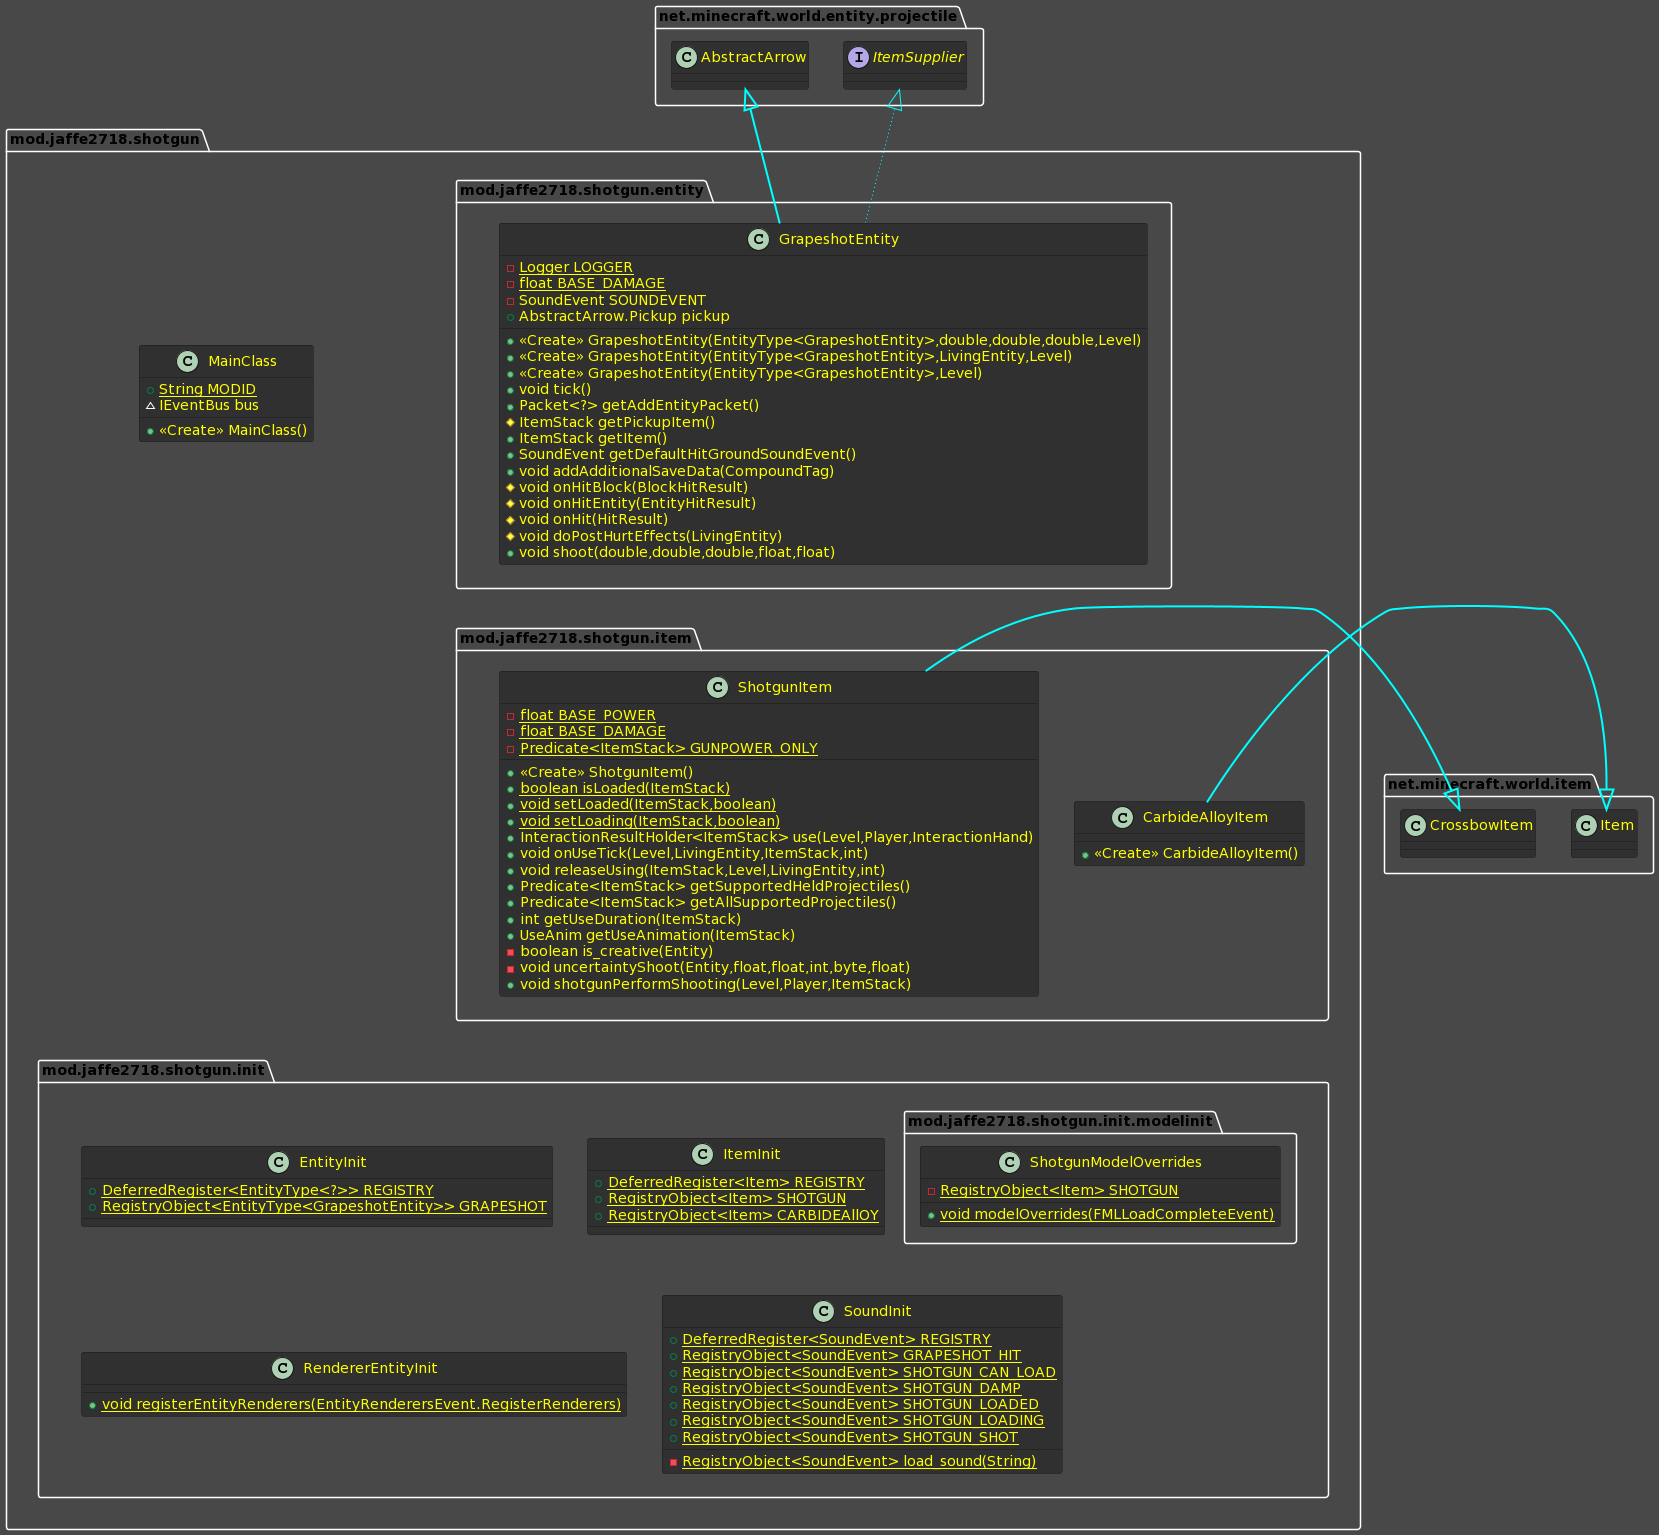 net.minecraft.world.entity.projectile
C AbstractArrow
I ItemSupplier
mod.jaffe2718.shotgun
mod.jaffe2718.shotgun.entity
C GrapeshotEntity
Logger LOGGER
float BASE_DAMAGE
SoundEvent SOUNDEVENT
AbstractArrow.Pickup pickup
«Create» GrapeshotEntity(EntityType<GrapeshotEntity>,double,double,double,Level)
«Create» GrapeshotEntity(EntityType<GrapeshotEntity>,LivingEntity,Level)
«Create» GrapeshotEntity(EntityType<GrapeshotEntity>,Level)
void tick()
Packet<?> getAddEntityPacket()
ItemStack getPickupItem()
ItemStack getItem()
SoundEvent getDefaultHitGroundSoundEvent()
void addAdditionalSaveData(CompoundTag)
void onHitBlock(BlockHitResult)
void onHitEntity(EntityHitResult)
void onHit(HitResult)
void doPostHurtEffects(LivingEntity)
void shoot(double,double,double,float,float)
C MainClass
String MODID
IEventBus bus
«Create» MainClass()
mod.jaffe2718.shotgun.item
C ShotgunItem
float BASE_POWER
float BASE_DAMAGE
Predicate<ItemStack> GUNPOWER_ONLY
«Create» ShotgunItem()
boolean isLoaded(ItemStack)
void setLoaded(ItemStack,boolean)
void setLoading(ItemStack,boolean)
InteractionResultHolder<ItemStack> use(Level,Player,InteractionHand)
void onUseTick(Level,LivingEntity,ItemStack,int)
void releaseUsing(ItemStack,Level,LivingEntity,int)
Predicate<ItemStack> getSupportedHeldProjectiles()
Predicate<ItemStack> getAllSupportedProjectiles()
int getUseDuration(ItemStack)
UseAnim getUseAnimation(ItemStack)
boolean is_creative(Entity)
void uncertaintyShoot(Entity,float,float,int,byte,float)
void shotgunPerformShooting(Level,Player,ItemStack)
C CarbideAlloyItem
«Create» CarbideAlloyItem()
net.minecraft.world.item
C CrossbowItem
C Item
mod.jaffe2718.shotgun.init
C EntityInit
DeferredRegister<EntityType<?>> REGISTRY
RegistryObject<EntityType<GrapeshotEntity>> GRAPESHOT
C ItemInit
DeferredRegister<Item> REGISTRY
RegistryObject<Item> SHOTGUN
RegistryObject<Item> CARBIDEAllOY
mod.jaffe2718.shotgun.init.modelinit
C ShotgunModelOverrides
RegistryObject<Item> SHOTGUN
void modelOverrides(FMLLoadCompleteEvent)
C RendererEntityInit
void registerEntityRenderers(EntityRenderersEvent.RegisterRenderers)
C SoundInit
DeferredRegister<SoundEvent> REGISTRY
RegistryObject<SoundEvent> GRAPESHOT_HIT
RegistryObject<SoundEvent> SHOTGUN_CAN_LOAD
RegistryObject<SoundEvent> SHOTGUN_DAMP
RegistryObject<SoundEvent> SHOTGUN_LOADED
RegistryObject<SoundEvent> SHOTGUN_LOADING
RegistryObject<SoundEvent> SHOTGUN_SHOT
RegistryObject<SoundEvent> load_sound(String)